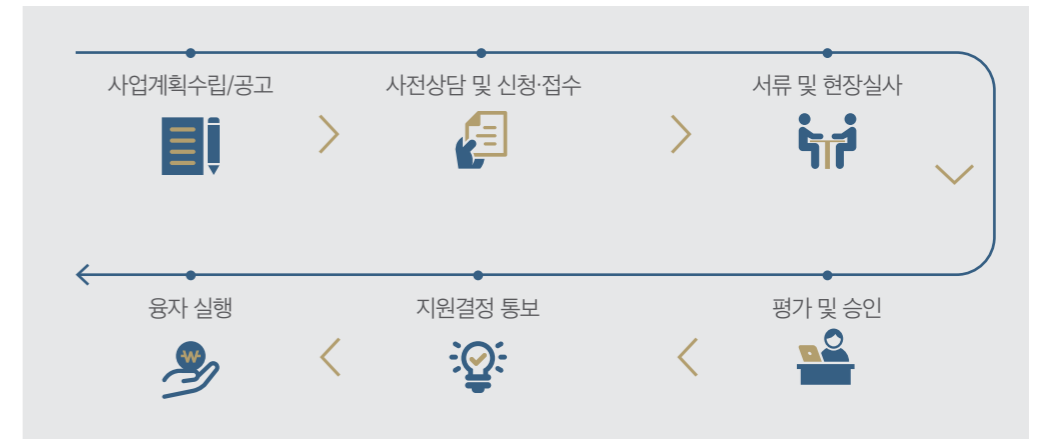 사업계획수립/공고
사전상담 및 신청·접수
서류 및 현장실사
평가 및 승인
지원결정 통보
융자 실행